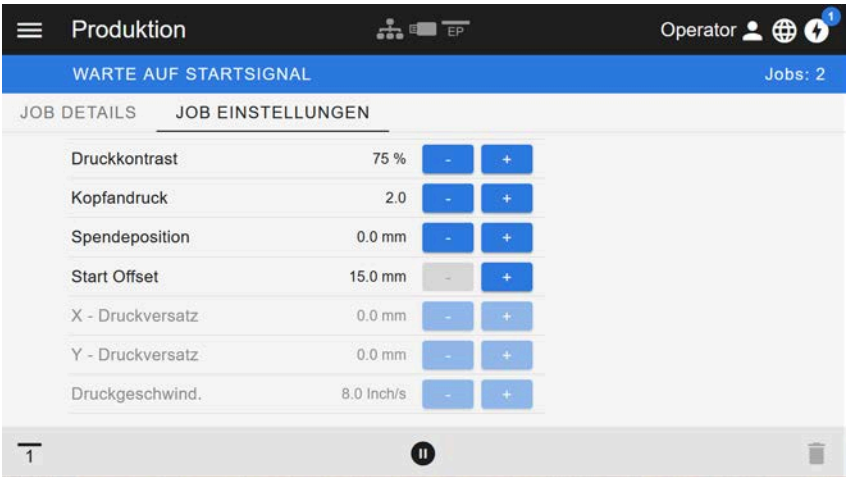 Produktion EP Operator 1
WARTE AUF STARTSIGNAL Jobs: 2
JOB DETAILS JOB EINSTELLUNGEN
Druckkontrast 75 % - +
Kopfandruck 2.0 - +
Spendeposition 0.0 mm - +
Start Offset 15.0 mm - +
X - Druckversatz 0.0 mm - +
Y - Druckversatz 0.0 mm - +
Druckgeschwind. 8.0 Inch/s - +
1